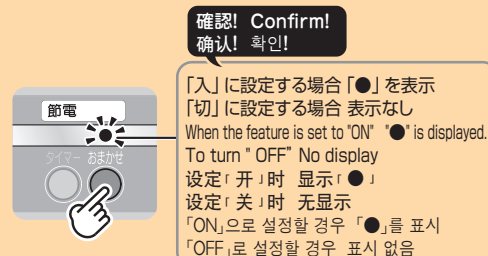 確認! Confirm!
确认! 확인!
節電
タイマー おまかせ
「入」に設定する場合「●」を表示
「切」に設定する場合 表示なし
When the feature is set to "ON" "●" is displayed.
To turn " OFF" No display
设定「开」时 显示「●」
设定「关」时 无显示
「ON」으로 설정할 경우 「●」를 표시
「OFF」로 설정할 경우 표시 없음